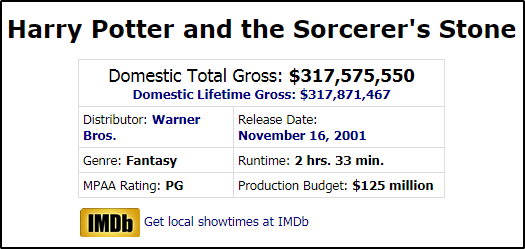 Harry Potter and the Sorcerer's Stone
Domestic Total Gross: $317,575,550
Domestic Lifetime Gross: $317,871,467
Distributor: Warner
Bros.
Release Date:
November 16, 2001
Genre: Fantasy
Runtime: 2 hrs. 33 min.
MPAA Rating: PG
Production Budget: $125 million
IMDb
Get local showtimes at IMDb